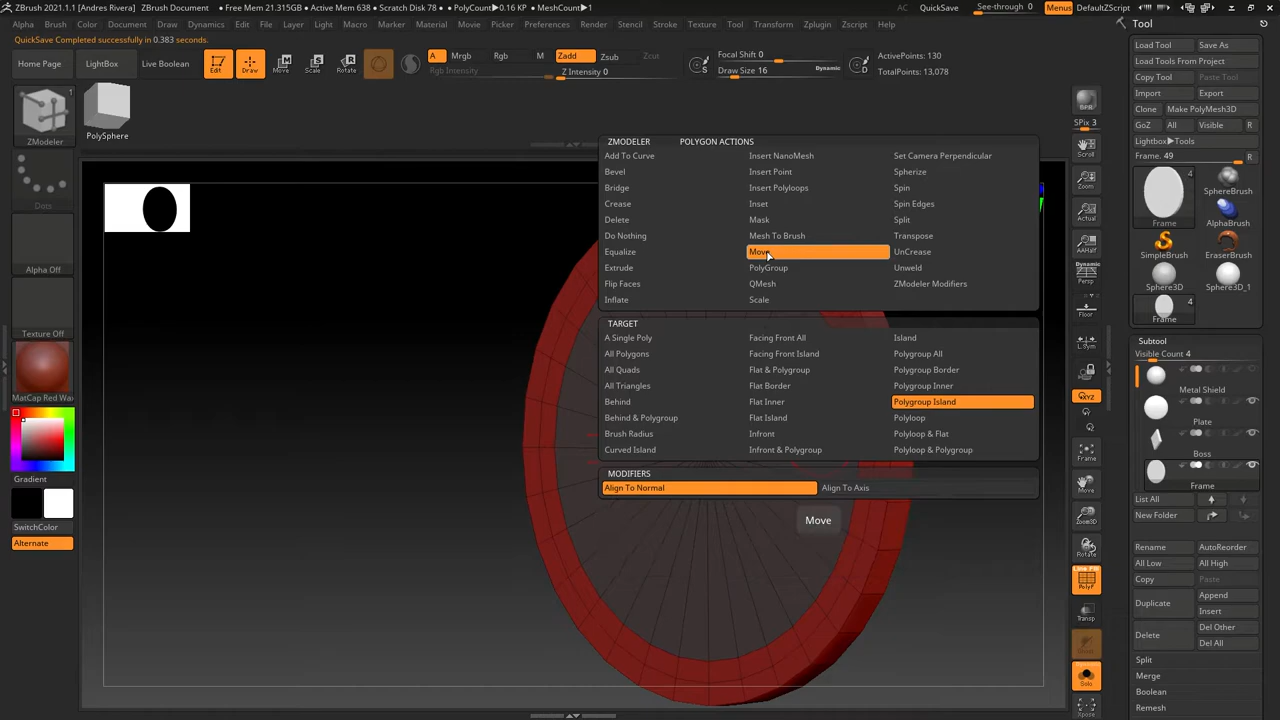 ZBrush 2021.1.1 [Andres Rivera] ZBrush Document • Free Mem 21.315GB • Active Mem 638 • Scratch Disk 78 • PolyCount▶0.16 KP • MeshCount▶1
AC QuickSave See-through 0 Menus DefaultZScript
Alpha Brush Color Document Draw Dynamics Edit File Layer Light Macro Marker Material Movie Picker Preferences Render Stencil Stroke Texture Tool Transform Zplugin Zscript Help
QuickSave Completed successfully in 0.383 seconds.
Home Page LightBox Live Boolean Edit Draw Move Scale Rotate
A Mrgb Rgb M Zadd Zsub Zcut
Rgb Intensity Z Intensity 0
Focal Shift 0
Draw Size 16 Dynamic
S
D
ActivePoints: 130
TotalPoints: 13,078
1
ZModeler
PolySphere
Dots
Alpha Off
Texture Off
MatCap Red Wax
Gradient
SwitchColor
Alternate
ZMODELER POLYGON ACTIONS
Add To Curve Insert NanoMesh Set Camera Perpendicular
Bevel Insert Point Spherize
Bridge Insert Polyloops Spin
Crease Inset Spin Edges
Delete Mask Split
Do Nothing Mesh To Brush Transpose
Equalize Move UnCrease
Extrude PolyGroup Unweld
Flip Faces QMesh ZModeler Modifiers
Inflate Scale
TARGET
A Single Poly Facing Front All Island
All Polygons Facing Front Island Polygroup All
All Quads Flat & Polygroup Polygroup Border
All Triangles Flat Border Polygroup Inner
Behind Flat Inner Polygroup Island
Behind & Polygroup Flat Island Polyloop
Brush Radius Infront Polyloop & Flat
Curved Island Infront & Polygroup Polyloop & Polygroup
MODIFIERS
Align To Normal Align To Axis
Move
BPR
SPix 3
Scroll
Zoom
Actual
AAHalf
Dynamic
Persp
Floor
L.Sym
XYZ
Frame
Move
Zoom3D
Rotate
Line Fill
PolyF
Transp
Dynamic
Solo
Xpose
Tool
Load Tool Save As
Load Tools From Project
Copy Tool Paste Tool
Import Export
Clone Make PolyMesh3D
GoZ All Visible R
Lightbox▶Tools
Frame. 49 R
4
Frame
SphereBrush
AlphaBrush
SimpleBrush EraserBrush
Sphere3D Sphere3D_1
4
Frame
Subtool
Visible Count 4
Metal Shield
Plate
Boss
Frame
List All
New Folder
Rename AutoReorder
All Low All High
Copy Paste
Duplicate Append
Insert
Delete Del Other
Del All
Split
Merge
Boolean
Remesh